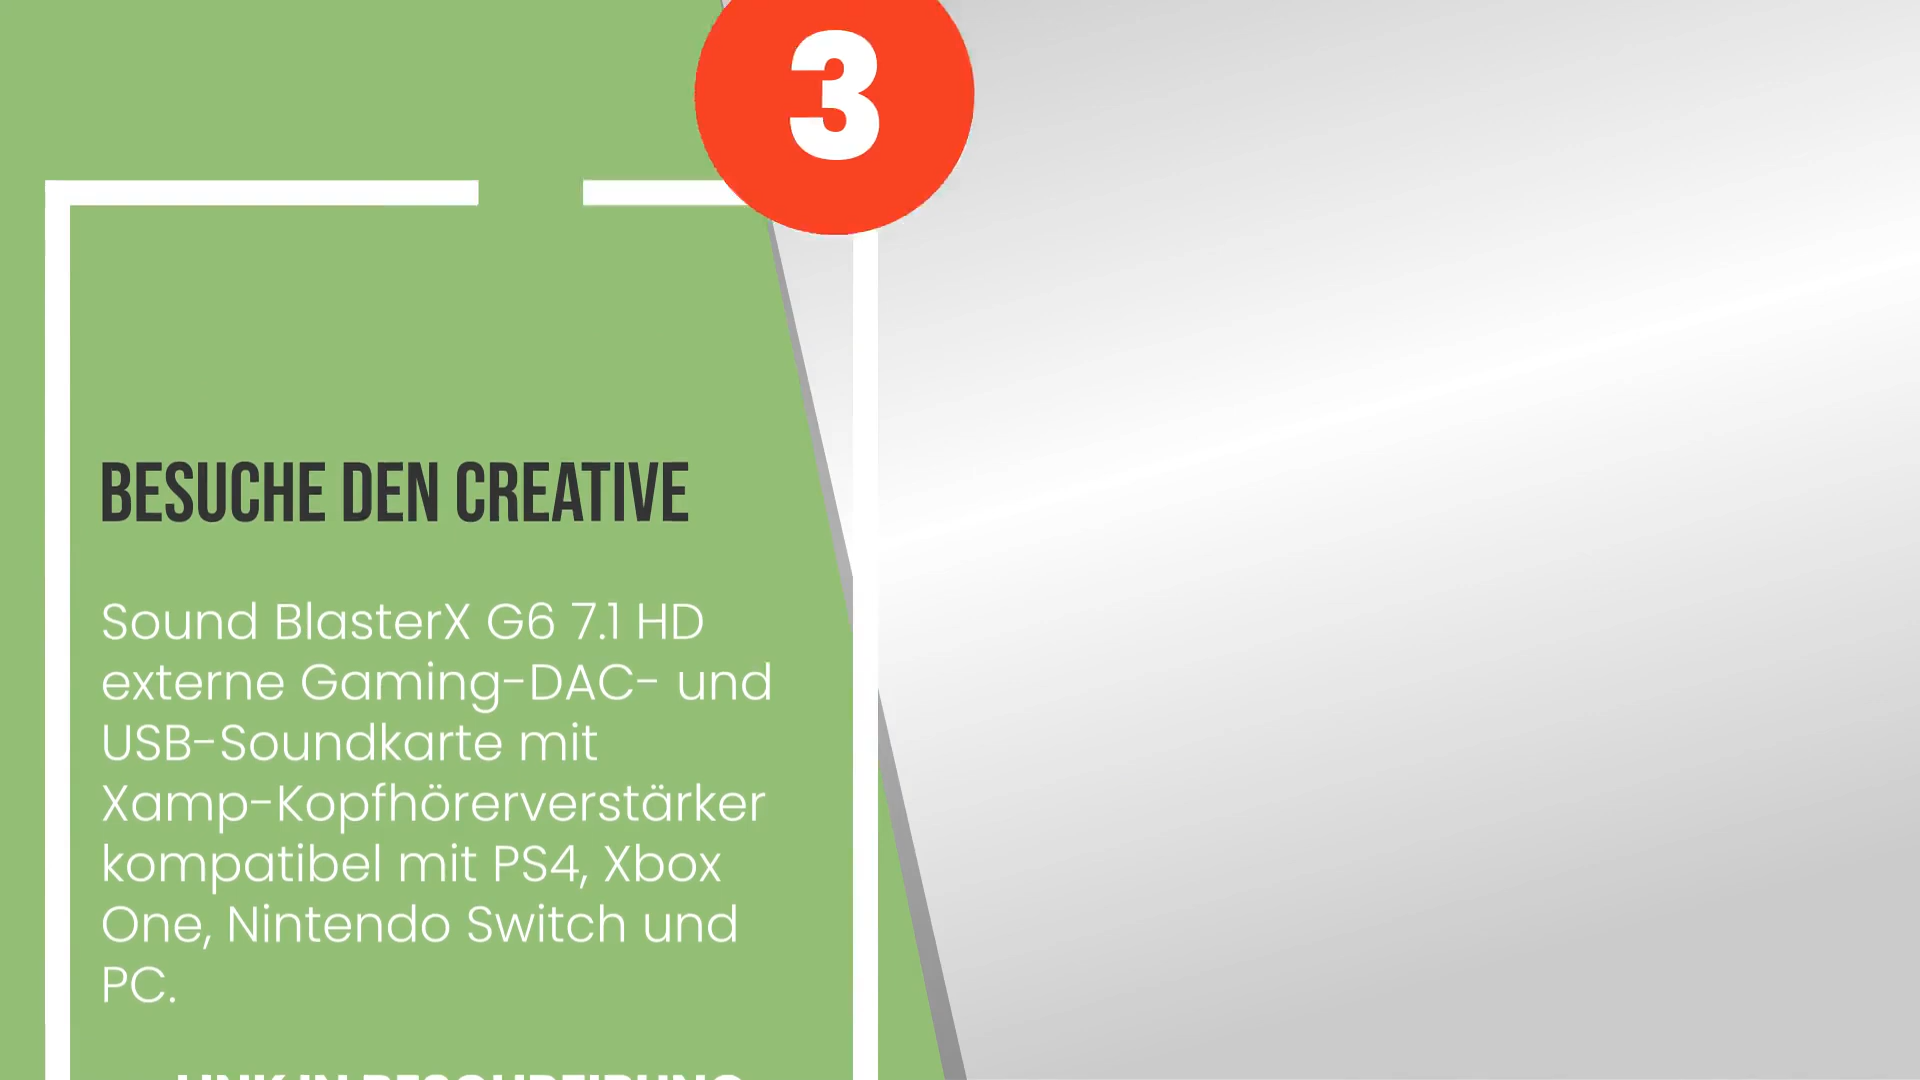 3
BESUCHE DEN CREATIVE
Sound BlasterX G6 7.1 HD
externe Gaming-DAC- und
USB-Soundkarte mit
Xamp-Kopfhörerverstärker
kompatibel mit PS4, Xbox
One, Nintendo Switch und
PC.